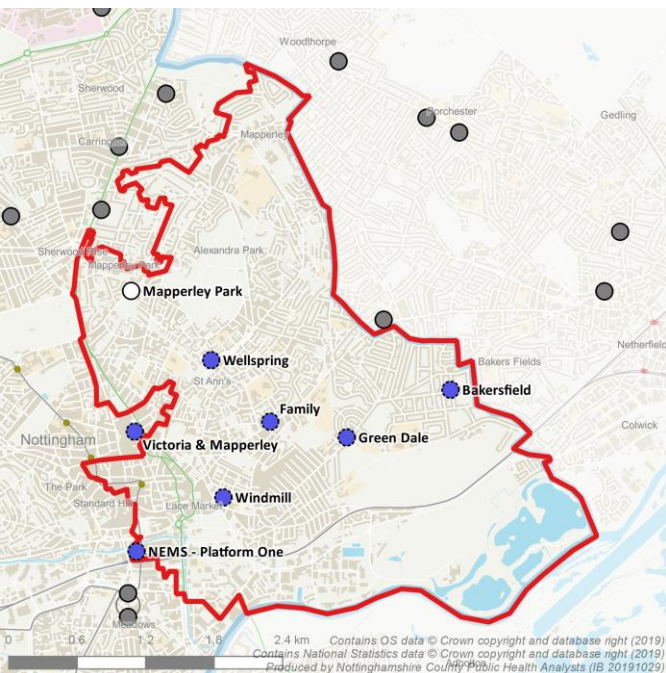 Woodthorpe
Sherwood
Porchester
Gedling
Mapperley
Carrington
Alexandra Park
Sherwood Rise
Mapperley Park
Mapperley Park
Netherfield
Wellspring
Bakers Fields
St Ann's
Bakersfield
Family
Colwick
Nottingham
Victoria & Mapperley
Green Dale
The Park
Standard Hill
Lace Market
Windmill
NEMS - Platform One
Meadows
0 0.6 1.2 1.8 2.4 km
Contains OS data © Crown copyright and database right (2019)
Contains National Statistics data © Crown copyright and database right (2019)
Produced by Nottinghamshire County Public Health Analysts (IB 20191029)